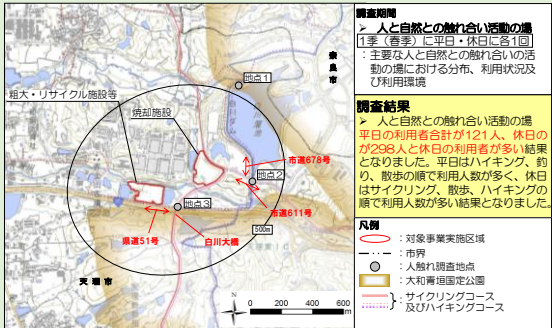 奈良市
地点1
粗大・リサイクル施設等
焼却施設
白川ダム
市道678号
地点2
市道611号
地点3
県道51号
白川大橋
500m
天理市
0 200 400 600 m
調査期間
➢ 人と自然との触れ合い活動の場
1季(春季)に平日・休日に各1回
:主要な人と自然との触れ合いの活
動の場における分布、利用状況及
び利用環境
調査結果
➢ 人と自然との触れ合い活動の場
平日の利用者合計が121人、休日の
が298人と休日の利用者が多い結果
となりました。平日はハイキング、釣
り、散歩の順で利用人数が多く、休日
はサイクリング、散歩、ハイキングの
順で利用人数が多い結果となりました。
凡例
:対象事業実施区域
:市界
:人触れ調査地点
:大和青垣国定公園
:サイクリングコース
及びハイキングコース